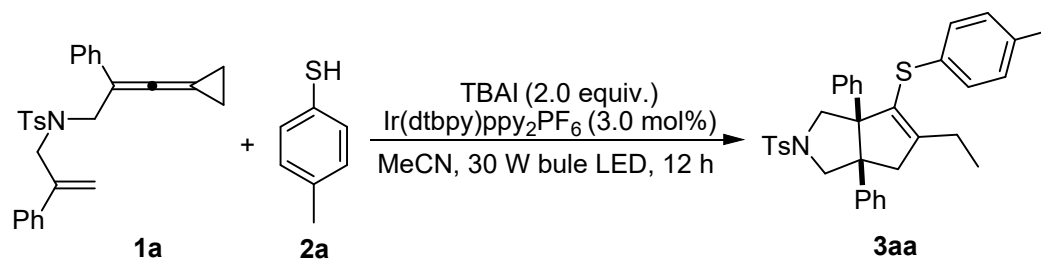 Ph
TsN
Ph
1a
+
SH
2a
TBAI (2.0 equiv.)
Ir(dtbpy)ppy2PF6 (3.0 mol%)
MeCN, 30 W bule LED, 12 h
Ph
S
TsN
Ph
3aa